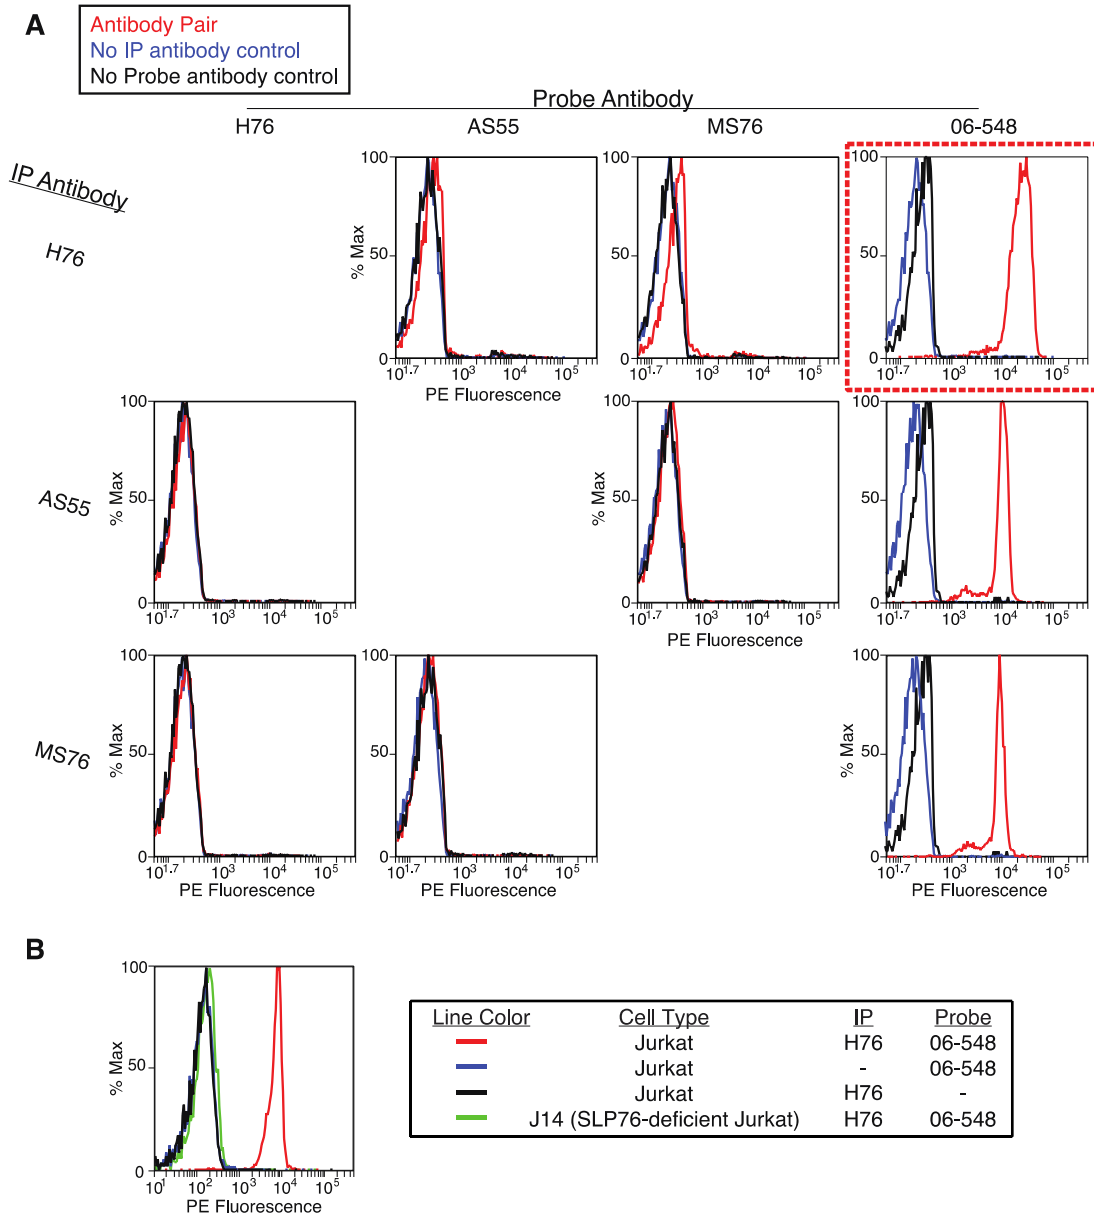 A
Antibody Pair
No IP antibody control
No Probe antibody control
Probe Antibody
H76 AS55 MS76 06-548
IP Antibody
H76
100
50
0
% Max
10^1.7 10^3 10^4 10^5
PE Fluorescence
100
50
0
% Max
10^1.7 10^3 10^4 10^5
100
50
0
10^1.7 10^3 10^4 10^5
AS55
100
50
0
% Max
10^1.7 10^3 10^4 10^5
100
50
0
% Max
10^1.7 10^3 10^4 10^5
PE Fluorescence
100
50
0
% Max
10^1.7 10^3 10^4 10^5
MS76
100
50
0
% Max
10^1.7 10^3 10^4 10^5
PE Fluorescence
100
50
0
% Max
10^1.7 10^3 10^4 10^5
PE Fluorescence
100
50
0
% Max
10^1.7 10^3 10^4 10^5
PE Fluorescence
B
100
50
0
% Max
10^1 10^2 10^3 10^4 10^5
PE Fluorescence
Line Color Cell Type IP Probe
Jurkat H76 06-548
Jurkat - 06-548
Jurkat H76 -
J14 (SLP76-deficient Jurkat) H76 06-548